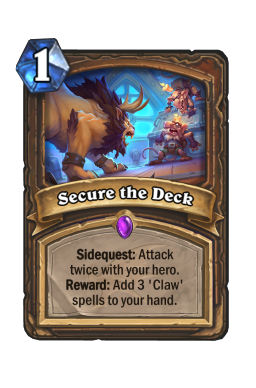 1
Secure the Deck
Sidequest: Attack
twice with your hero.
Reward: Add 3 'Claw'
spells to your hand.